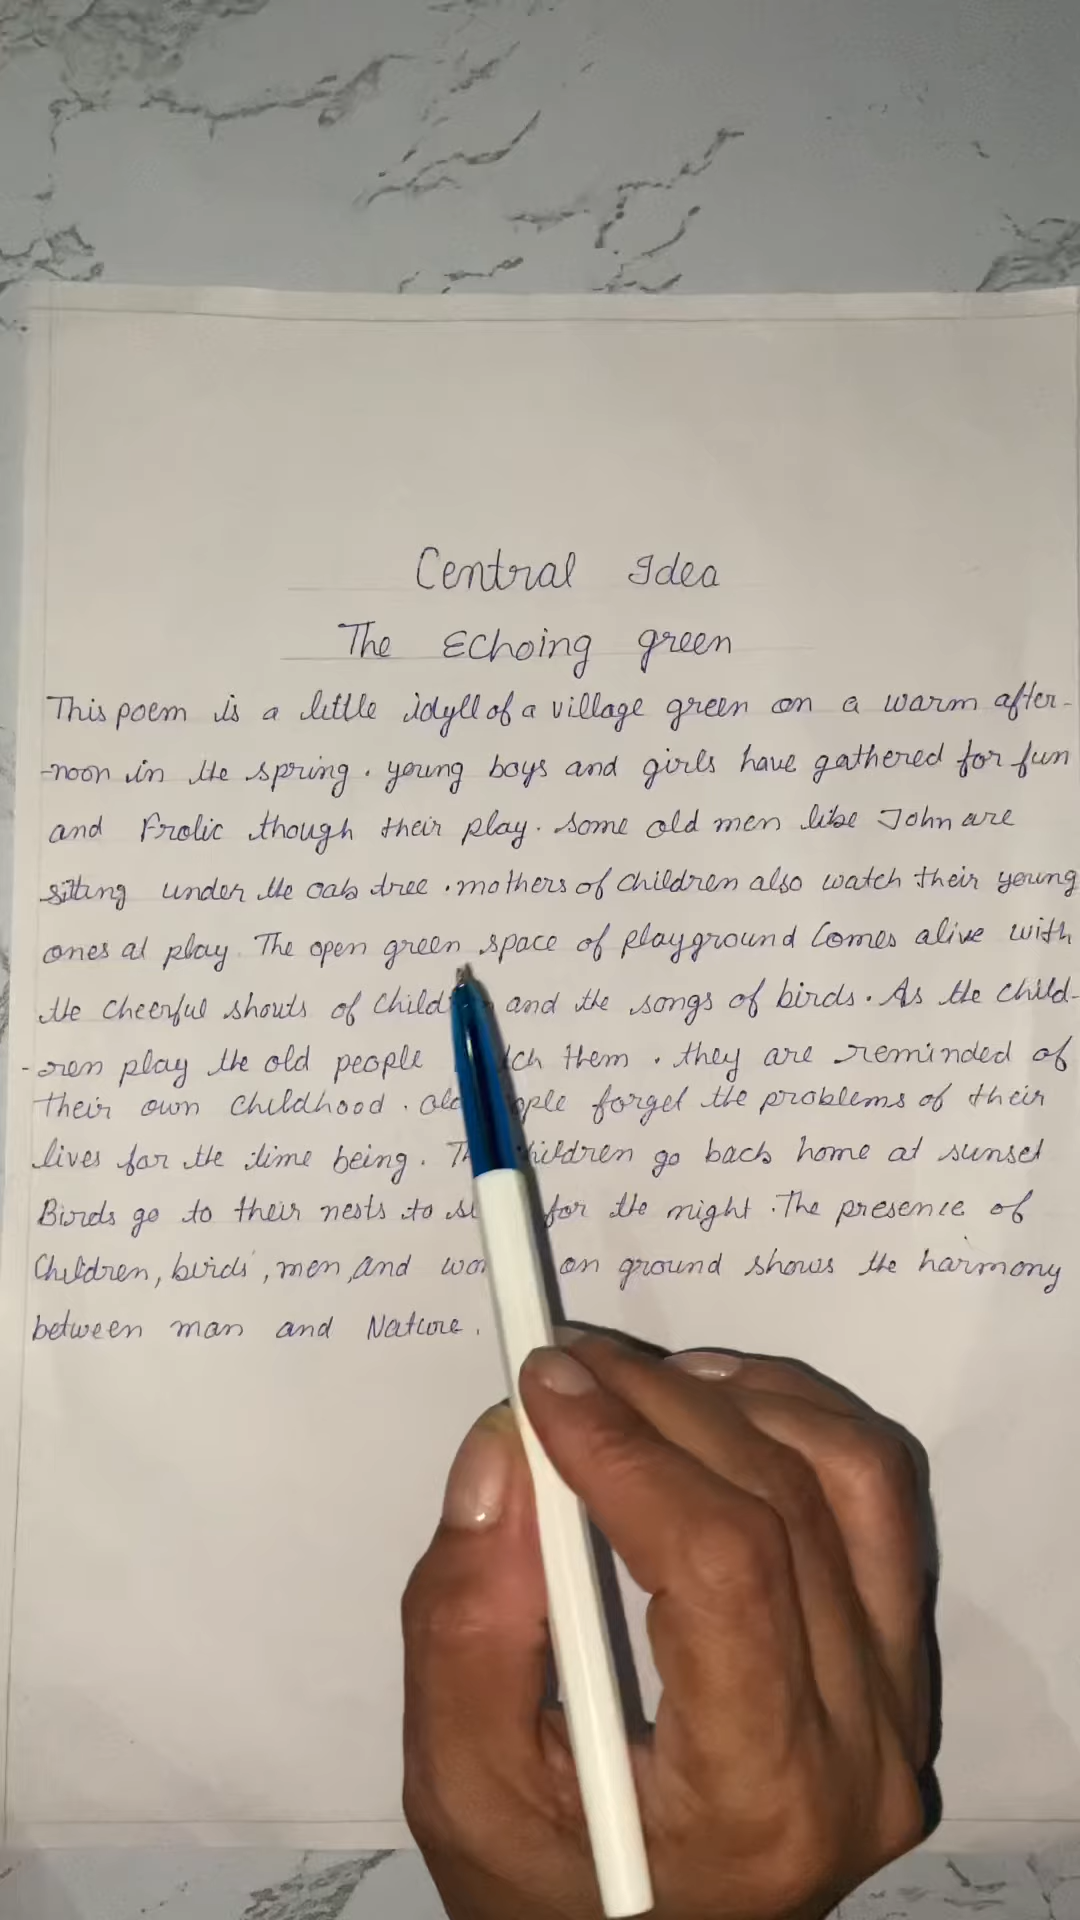 Central Idea
The Echoing green
This poem is a little idyll of a village green on a warm after-
-noon in the spring. young boys and girls have gathered for fun
and Frolic though their play. some old men like John are
sitting under the oak tree. mothers of children also watch their young
ones at play. The open green space of playground Comes alive with
the cheerful shouts of and the songs of birds. As the child-
-ren play the old people them. they are reminded of
their own childhood. forget the problems of their
lives for the time being. go back home at sunset
Birds go to their nests to for the night. The presence of
Children, birds, men, and on ground shows the harmony
between man and Nature.